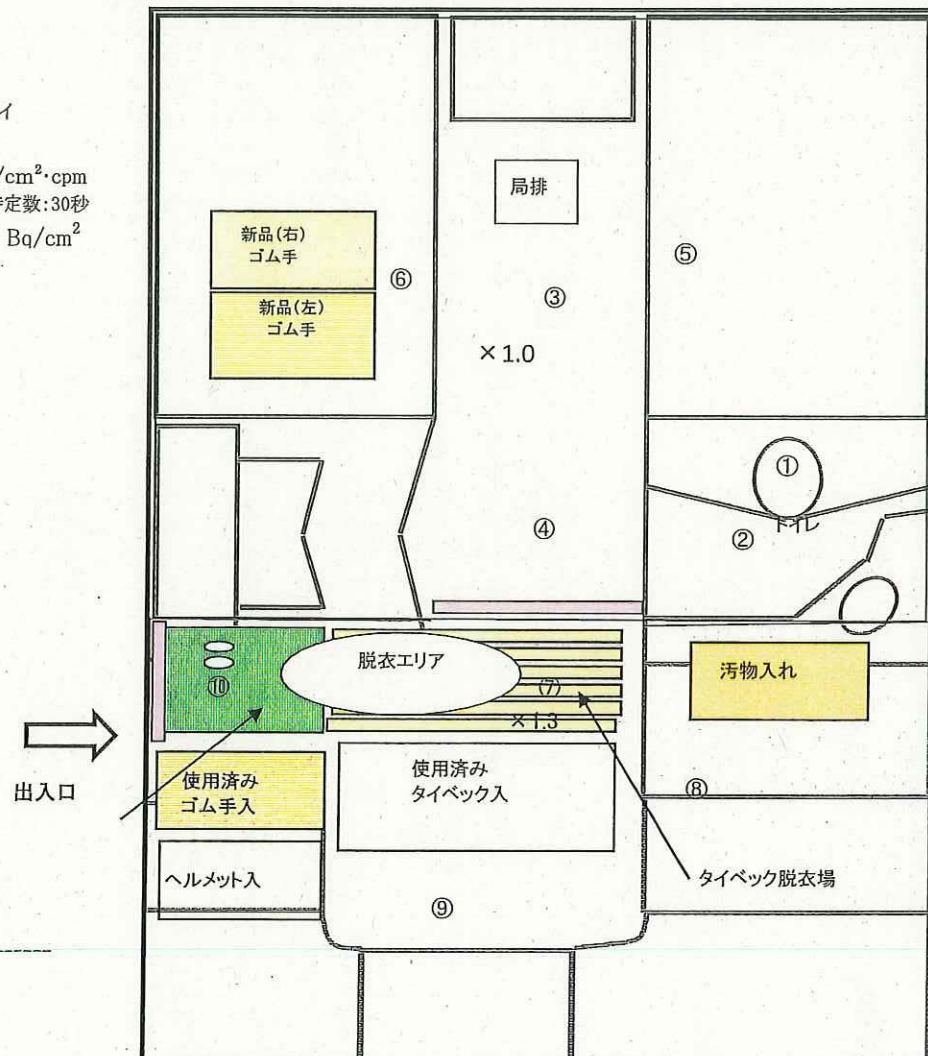 イ
/cm²・cpm
定数:30秒
Bq/cm²
局排
新品(右)
ゴム手
⑥
新品(左)
ゴム手
③
⑤
×1.0
①
④
②
トイレ
脱衣エリア
⑩
(7)
×1.3
汚物入れ
出入口
使用済み
ゴム手入
使用済み
タイベック入
⑧
ヘルメット入
タイベック脱衣場
⑨